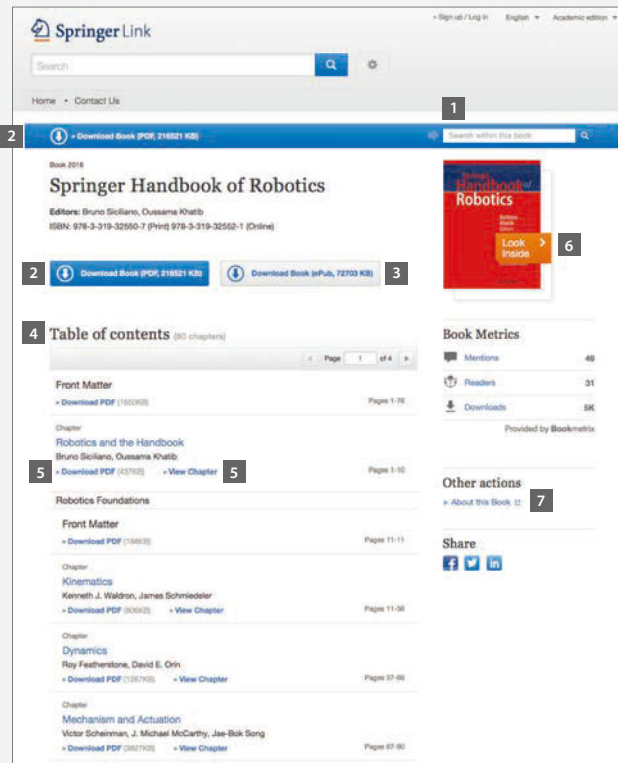 » Sign up / Log in English Academic edition
Springer Link
Search
Home • Contact Us
1
2
» Download Book (PDF, 216521 KB)
Search within this book
Book 2016
Springer Handbook of Robotics
Editors: Bruno Siciliano, Oussama Khatib
ISBN: 978-3-319-32550-7 (Print) 978-3-319-32552-1 (Online)
2
Download Book (PDF, 216521 KB)
Download Book (ePub, 72703 KB)
3
Springer
Handbook of
Robotics
Siciliano
Khatib
Editors
Look
Inside
6
4
Table of contents (80 chapters)
Page 1 of 4
Front Matter
» Download PDF (1550KB) Pages 1-76
Chapter
Robotics and the Handbook
Bruno Siciliano, Oussama Khatib
5 » Download PDF (437KB) » View Chapter 5 Pages 1-10
Robotics Foundations
Front Matter
» Download PDF (188KB) Pages 11-11
Chapter
Kinematics
Kenneth J. Waldron, James Schmiedeler
» Download PDF (806KB) » View Chapter Pages 11-36
Chapter
Dynamics
Roy Featherstone, David E. Orin
» Download PDF (1267KB) » View Chapter Pages 37-66
Chapter
Mechanism and Actuation
Victor Scheinman, J. Michael McCarthy, Jae-Bok Song
» Download PDF (3827KB) » View Chapter Pages 67-90
Book Metrics
Mentions 49
Readers 31
Downloads 5K
Provided by Bookmetrix
Other actions
» About this Book 7
Share
f
in